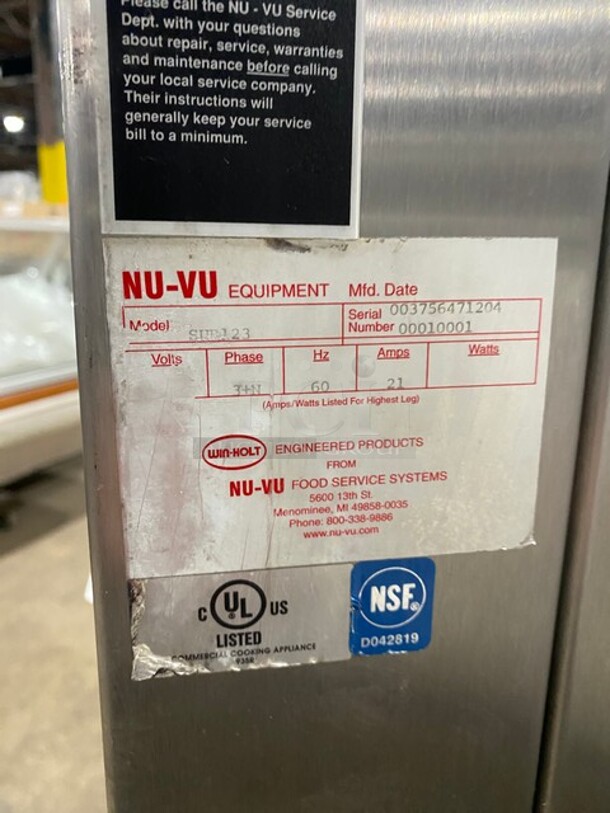 Please call the NU - VU Service
Dept. with your questions
about repair, service, warranties
and maintenance before calling
your local service company.
Their instructions will
generally keep your service
bill to a minimum.
NU-VU EQUIPMENT Mfd. Date
Model Serial 003756471204
Number 00010001
Volts Phase Hz Amps Watts
3+N 60 21
(Amps/Watts Listed For Highest Leg)
WIN-HOLT ENGINEERED PRODUCTS
FROM
NU-VU FOOD SERVICE SYSTEMS
5600 13th St.
Menominee, MI 49858-0035
Phone: 800-338-9886
www.nu-vu.com
C UL US
LISTED
COMMERCIAL COOKING APPLIANCE
935B
NSF®
D042819